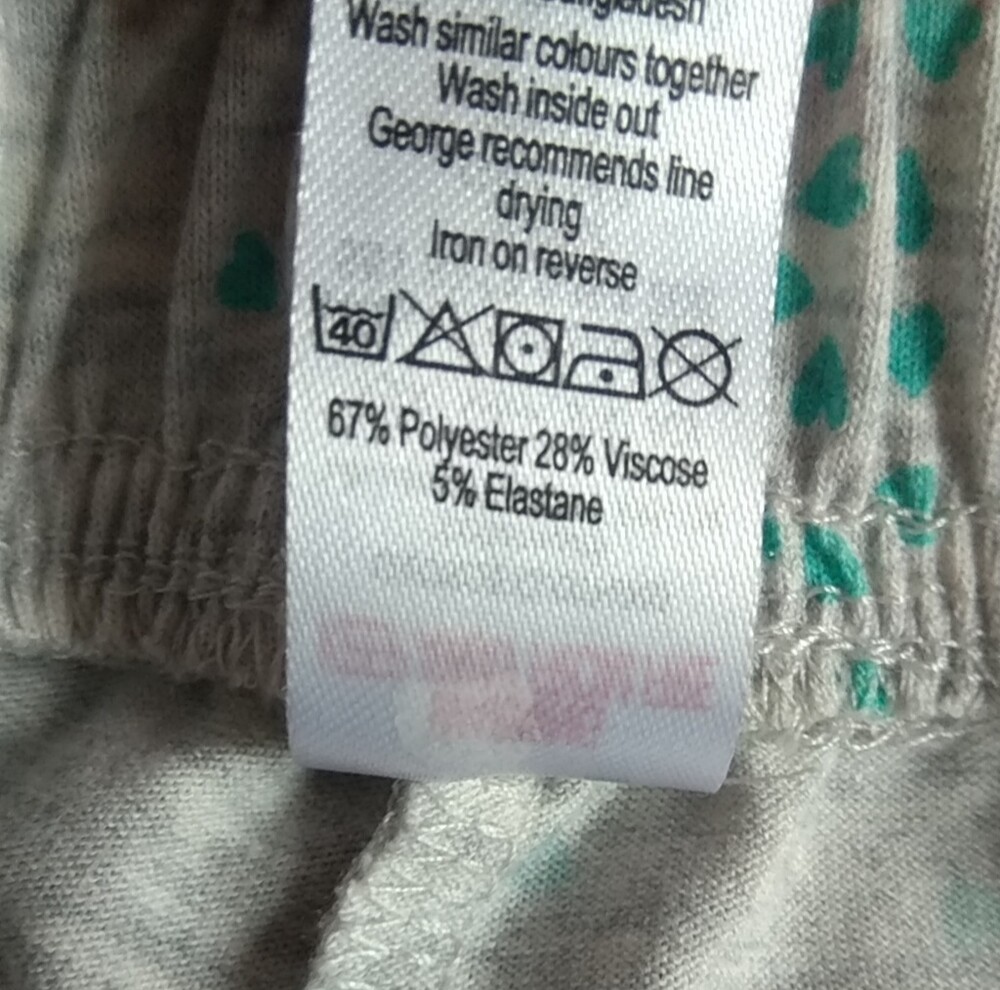 Wash similar colours together
Wash inside out
George recommends line
drying
Iron on reverse
40
67% Polyester 28% Viscose
5% Elastane